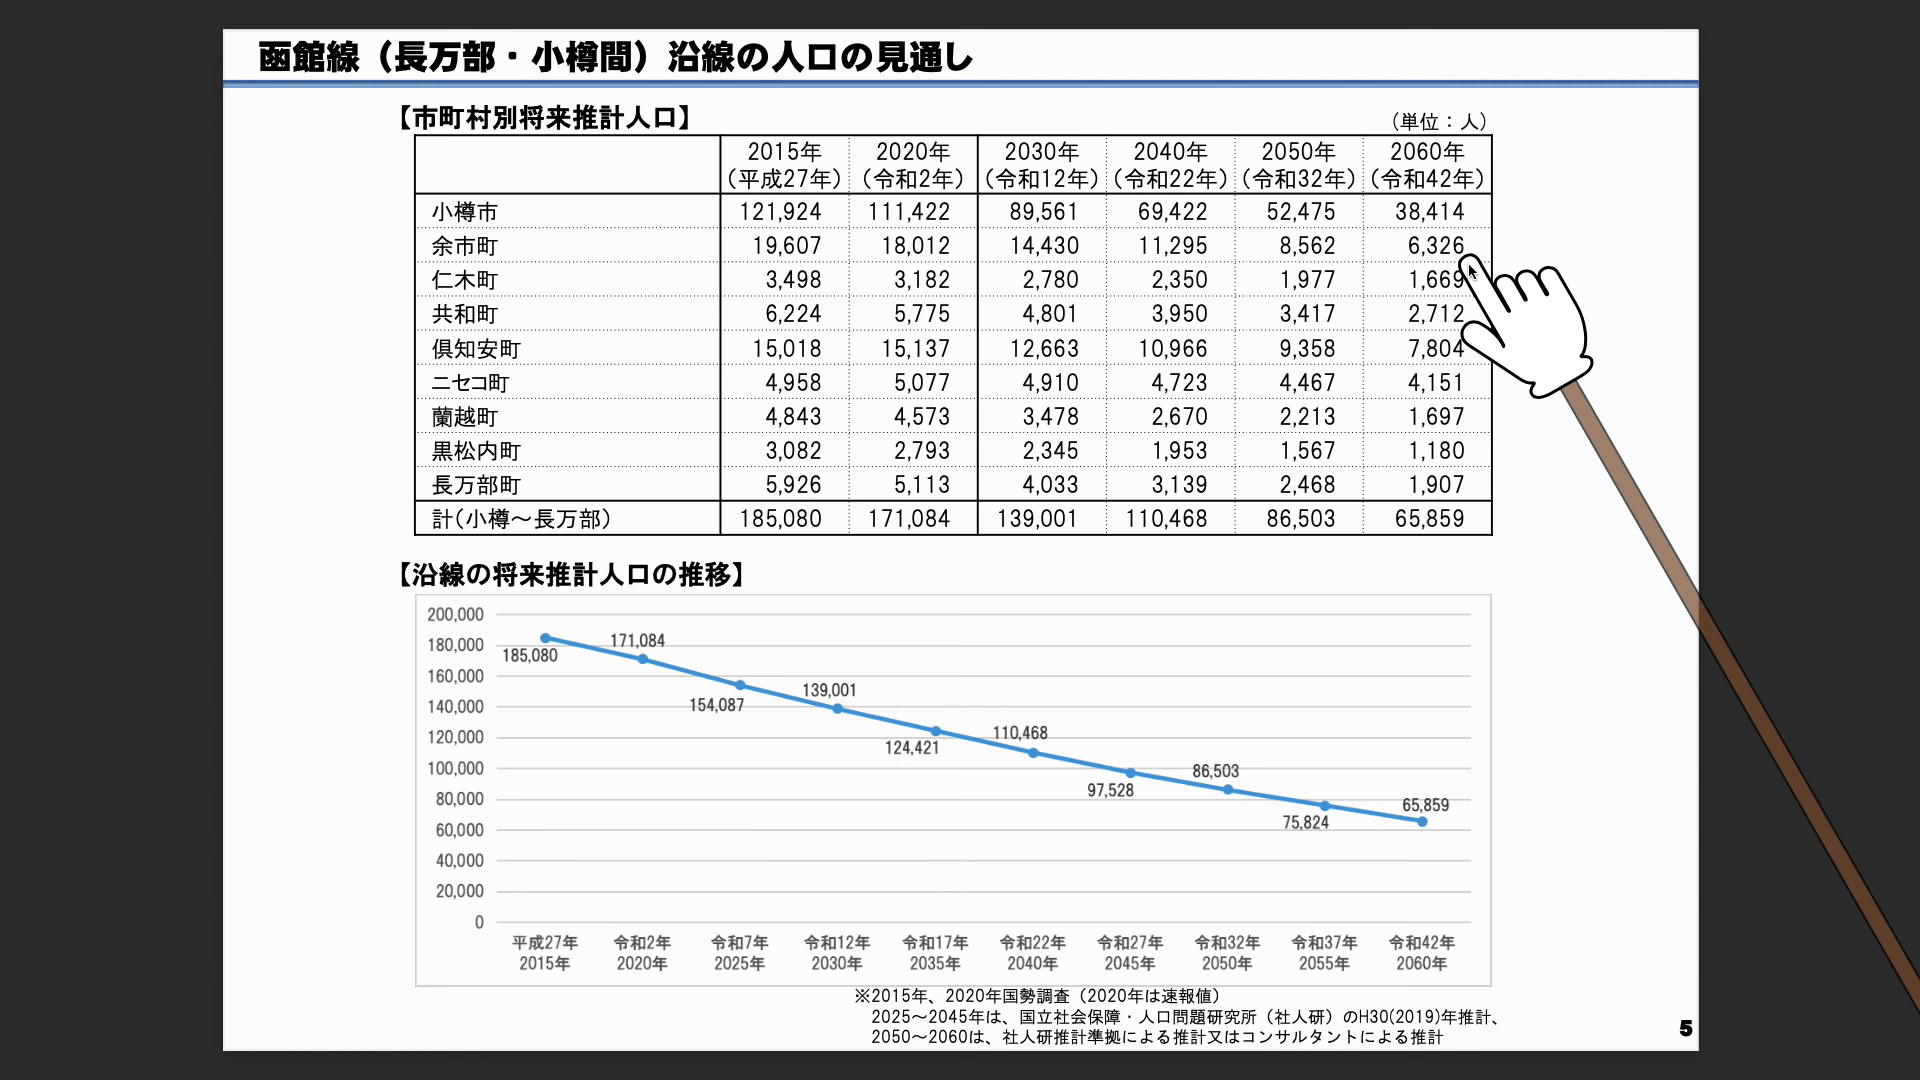 函館線（長万部・小樽間）沿線の人口の見通し
【市町村別将来推計人口】
（単位：人）
2015年 2020年 2030年 2040年 2050年 2060年
（平成27年） （令和2年） （令和12年） （令和22年） （令和32年） （令和42年）
小樽市 121,924 111,422 89,561 69,422 52,475 38,414
余市町 19,607 18,012 14,430 11,295 8,562 6,326
仁木町 3,498 3,182 2,780 2,350 1,977 1,669
共和町 6,224 5,775 4,801 3,950 3,417 2,712
倶知安町 15,018 15,137 12,663 10,966 9,358 7,804
ニセコ町 4,958 5,077 4,910 4,723 4,467 4,151
蘭越町 4,843 4,573 3,478 2,670 2,213 1,697
黒松内町 3,082 2,793 2,345 1,953 1,567 1,180
長万部町 5,926 5,113 4,033 3,139 2,468 1,907
計（小樽～長万部） 185,080 171,084 139,001 110,468 86,503 65,859
【沿線の将来推計人口の推移】
200,000
180,000
160,000
140,000
120,000
100,000
80,000
60,000
40,000
20,000
0
185,080
171,084
154,087
139,001
124,421
110,468
97,528
86,503
75,824
65,859
平成27年 令和2年 令和7年 令和12年 令和17年 令和22年 令和27年 令和32年 令和37年 令和42年
2015年 2020年 2025年 2030年 2035年 2040年 2045年 2050年 2055年 2060年
※2015年、2020年国勢調査（2020年は速報値）
2025～2045年は、国立社会保障・人口問題研究所（社人研）のH30(2019)年推計、
2050～2060は、社人研推計準拠による推計又はコンサルタントによる推計
5